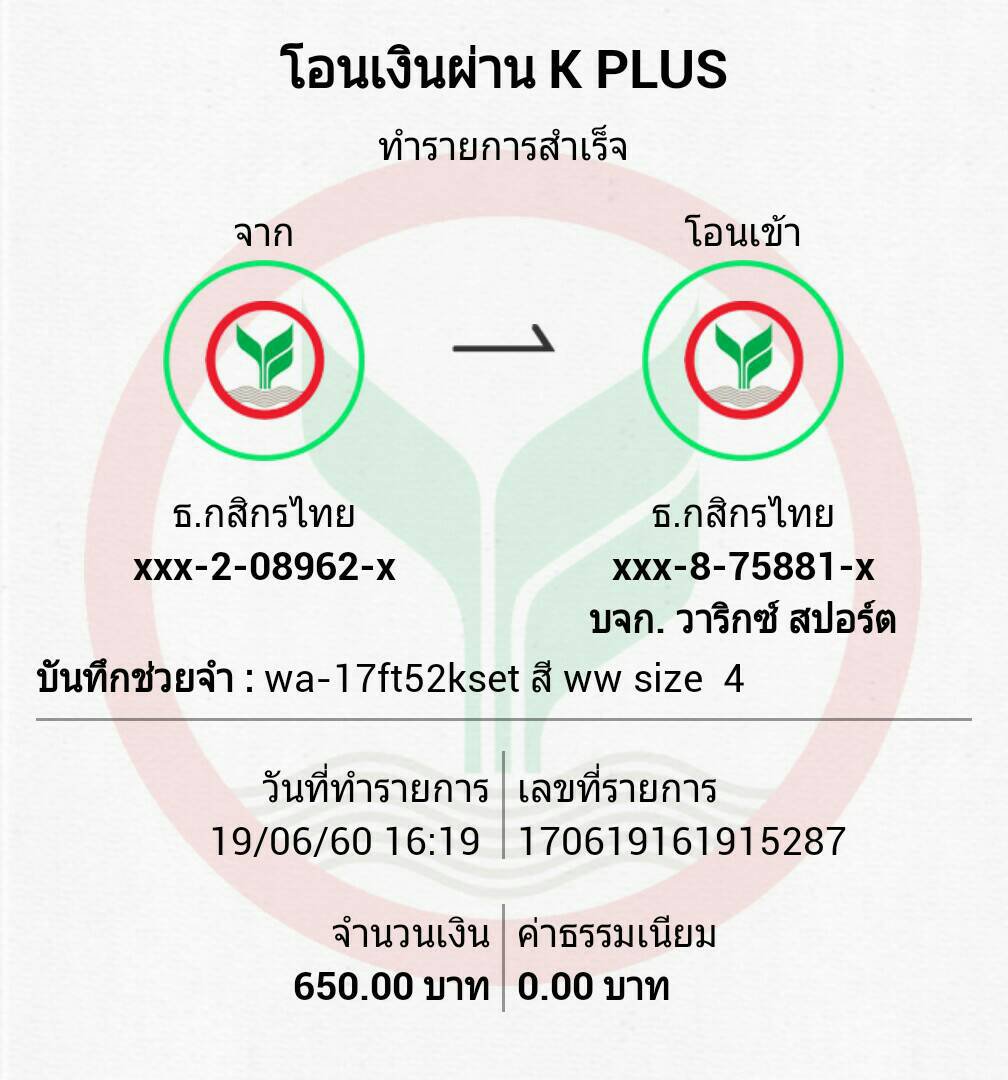 โอนเงินผ่าน K PLUS
ทำรายการสำเร็จ
จาก
โอนเข้า
ธ.กสิกรไทย
xxx-2-08962-x
ธ.กสิกรไทย
xxx-8-75881-x
บจก. วาริกซ์ สปอร์ต
บันทึกช่วยจำ : wa-17ft52kset สี ww size  4
วันที่ทำรายการ
19/06/60 16:19
เลขที่รายการ
170619161915287
จำนวนเงิน
650.00 บาท
ค่าธรรมเนียม
0.00 บาท